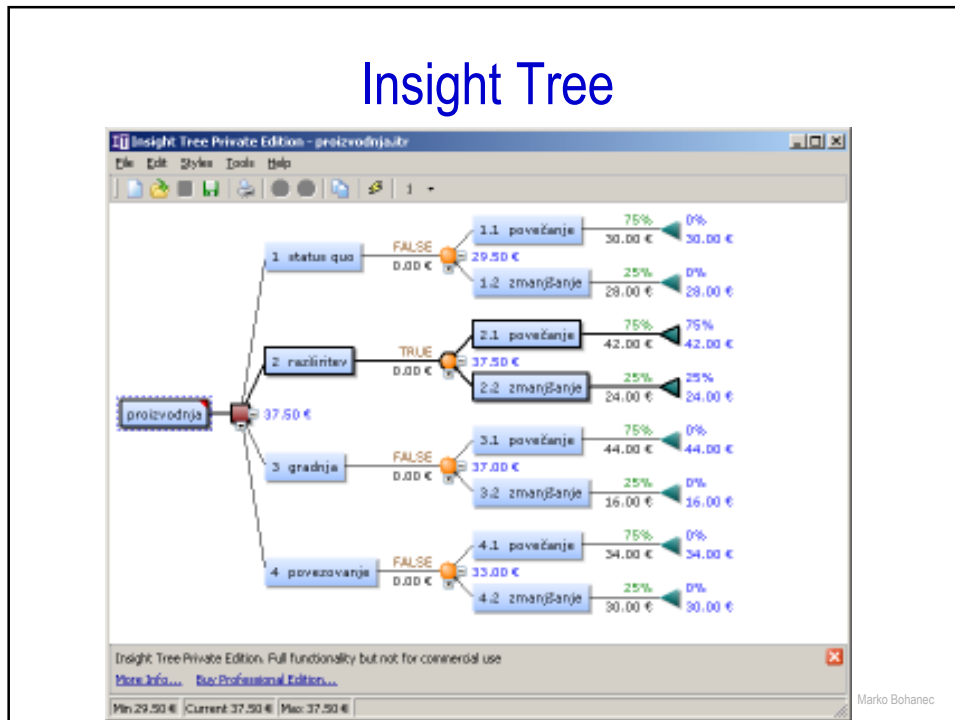 Insight Tree
Insight Tree Private Edition - proizvodnja.itr
File Edit Styles Tools Help
1
proizvodnja
37.50 €
1 status quo
FALSE
0.00 €
29.50 €
1.1 povečanje
75%
30.00 €
0%
30.00 €
1.2 zmanjšanje
25%
28.00 €
0%
28.00 €
2 razširitev
TRUE
0.00 €
37.50 €
2.1 povečanje
75%
42.00 €
75%
42.00 €
2.2 zmanjšanje
25%
24.00 €
25%
24.00 €
3 gradnja
FALSE
0.00 €
37.00 €
3.1 povečanje
75%
44.00 €
0%
44.00 €
3.2 zmanjšanje
25%
16.00 €
0%
16.00 €
4 povezovanje
FALSE
0.00 €
33.00 €
4.1 povečanje
75%
34.00 €
0%
34.00 €
4.2 zmanjšanje
25%
30.00 €
0%
30.00 €
Insight Tree Private Edition. Full functionality but not for commercial use
More Info... Buy Professional Edition...
Min 29.50 € Current 37.50 € Max 37.50 €
Marko Bohanec